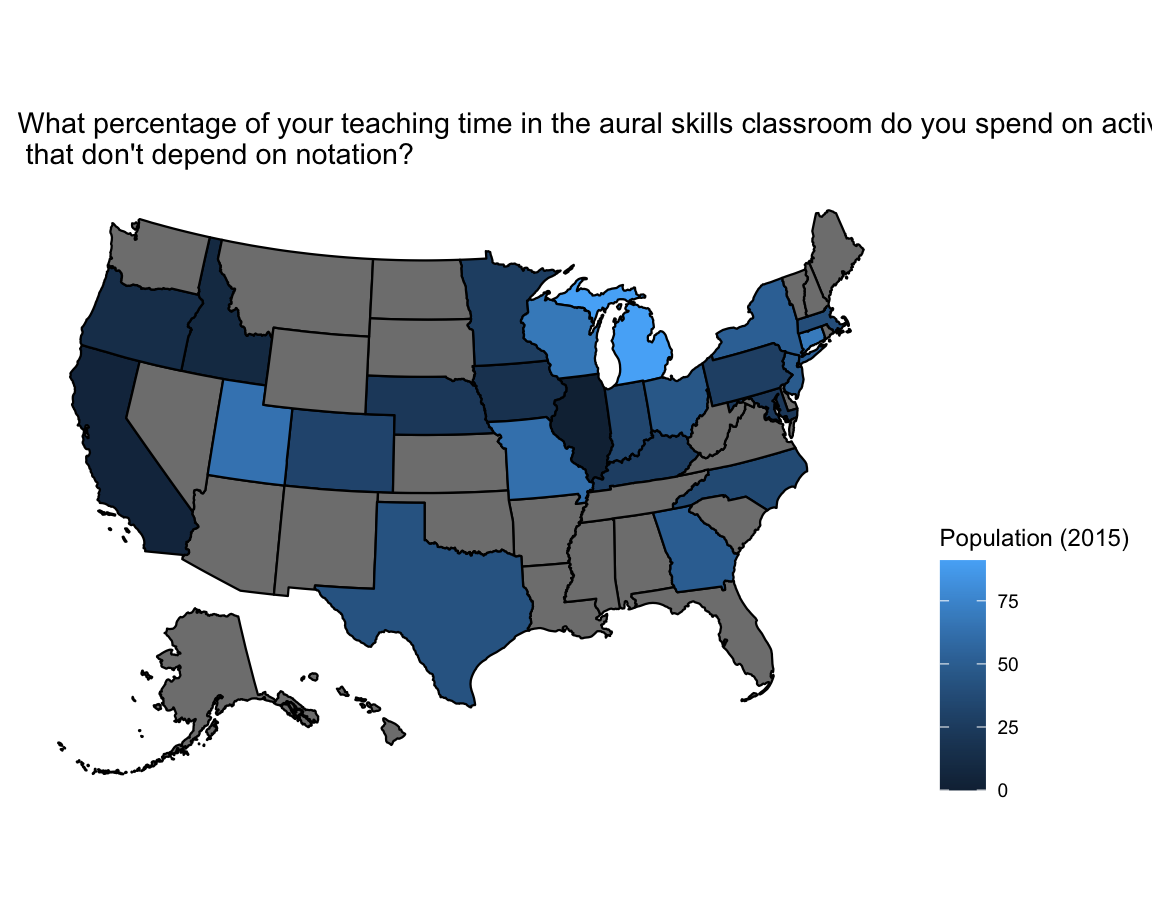 What percentage of your teaching time in the aural skills classroom do you spend on
that don't depend on notation?
Population (2015)
75
50
25
0